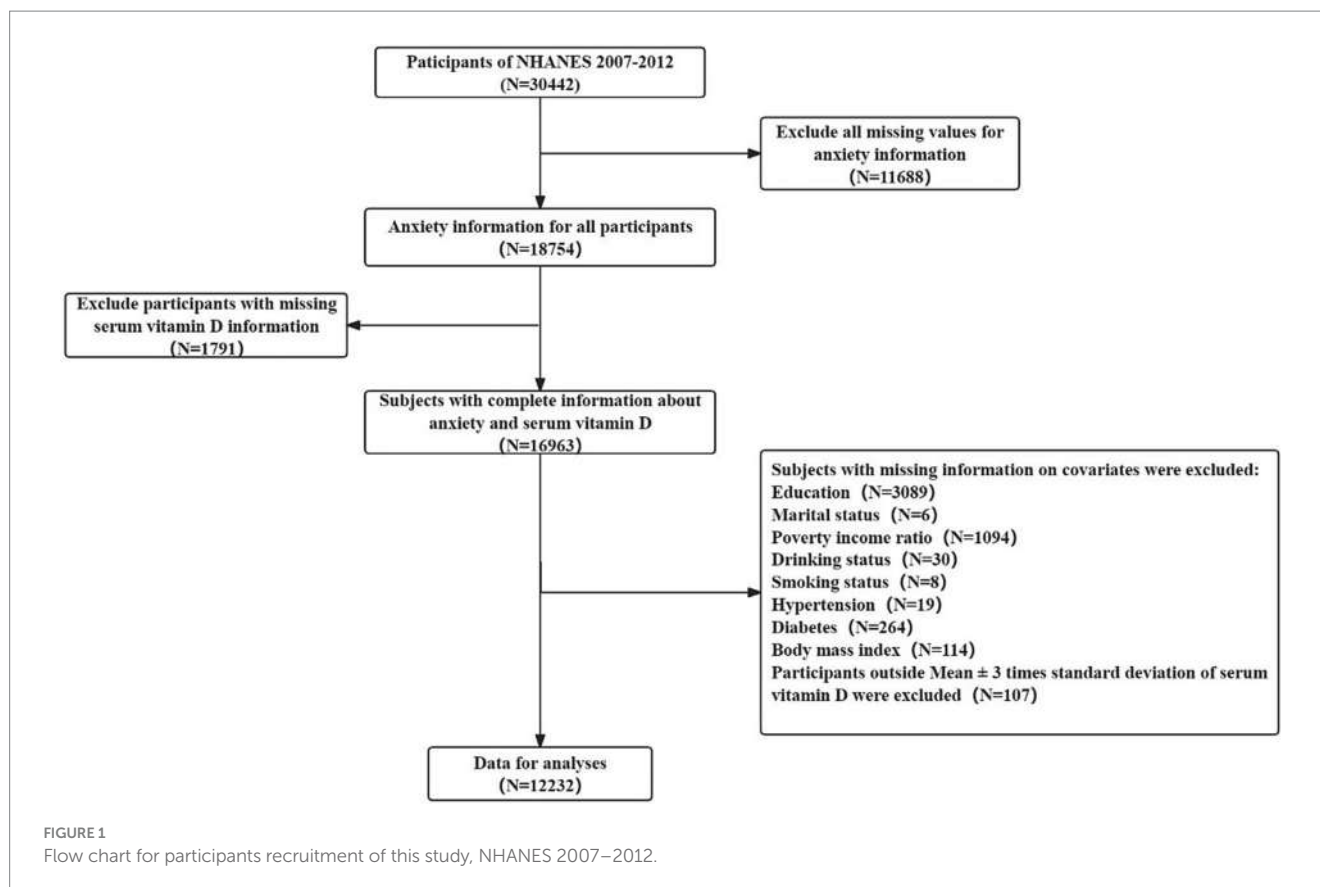 Paticipants of NHANES 2007-2012
(N=30442)
Exclude all missing values for
anxiety information
(N=11688)
Anxiety information for all participants
(N=18754)
Exclude participants with missing
serum vitamin D information
(N=1791)
Subjects with complete information about
anxiety and serum vitamin D
(N=16963)
Subjects with missing information on covariates were excluded:
Education (N=3089)
Marital status (N=6)
Poverty income ratio (N=1094)
Drinking status (N=30)
Smoking status (N=8)
Hypertension (N=19)
Diabetes (N=264)
Body mass index (N=114)
Participants outside Mean ± 3 times standard deviation of serum
vitamin D were excluded (N=107)
Data for analyses
(N=12232)
FIGURE 1
Flow chart for participants recruitment of this study, NHANES 2007–2012.